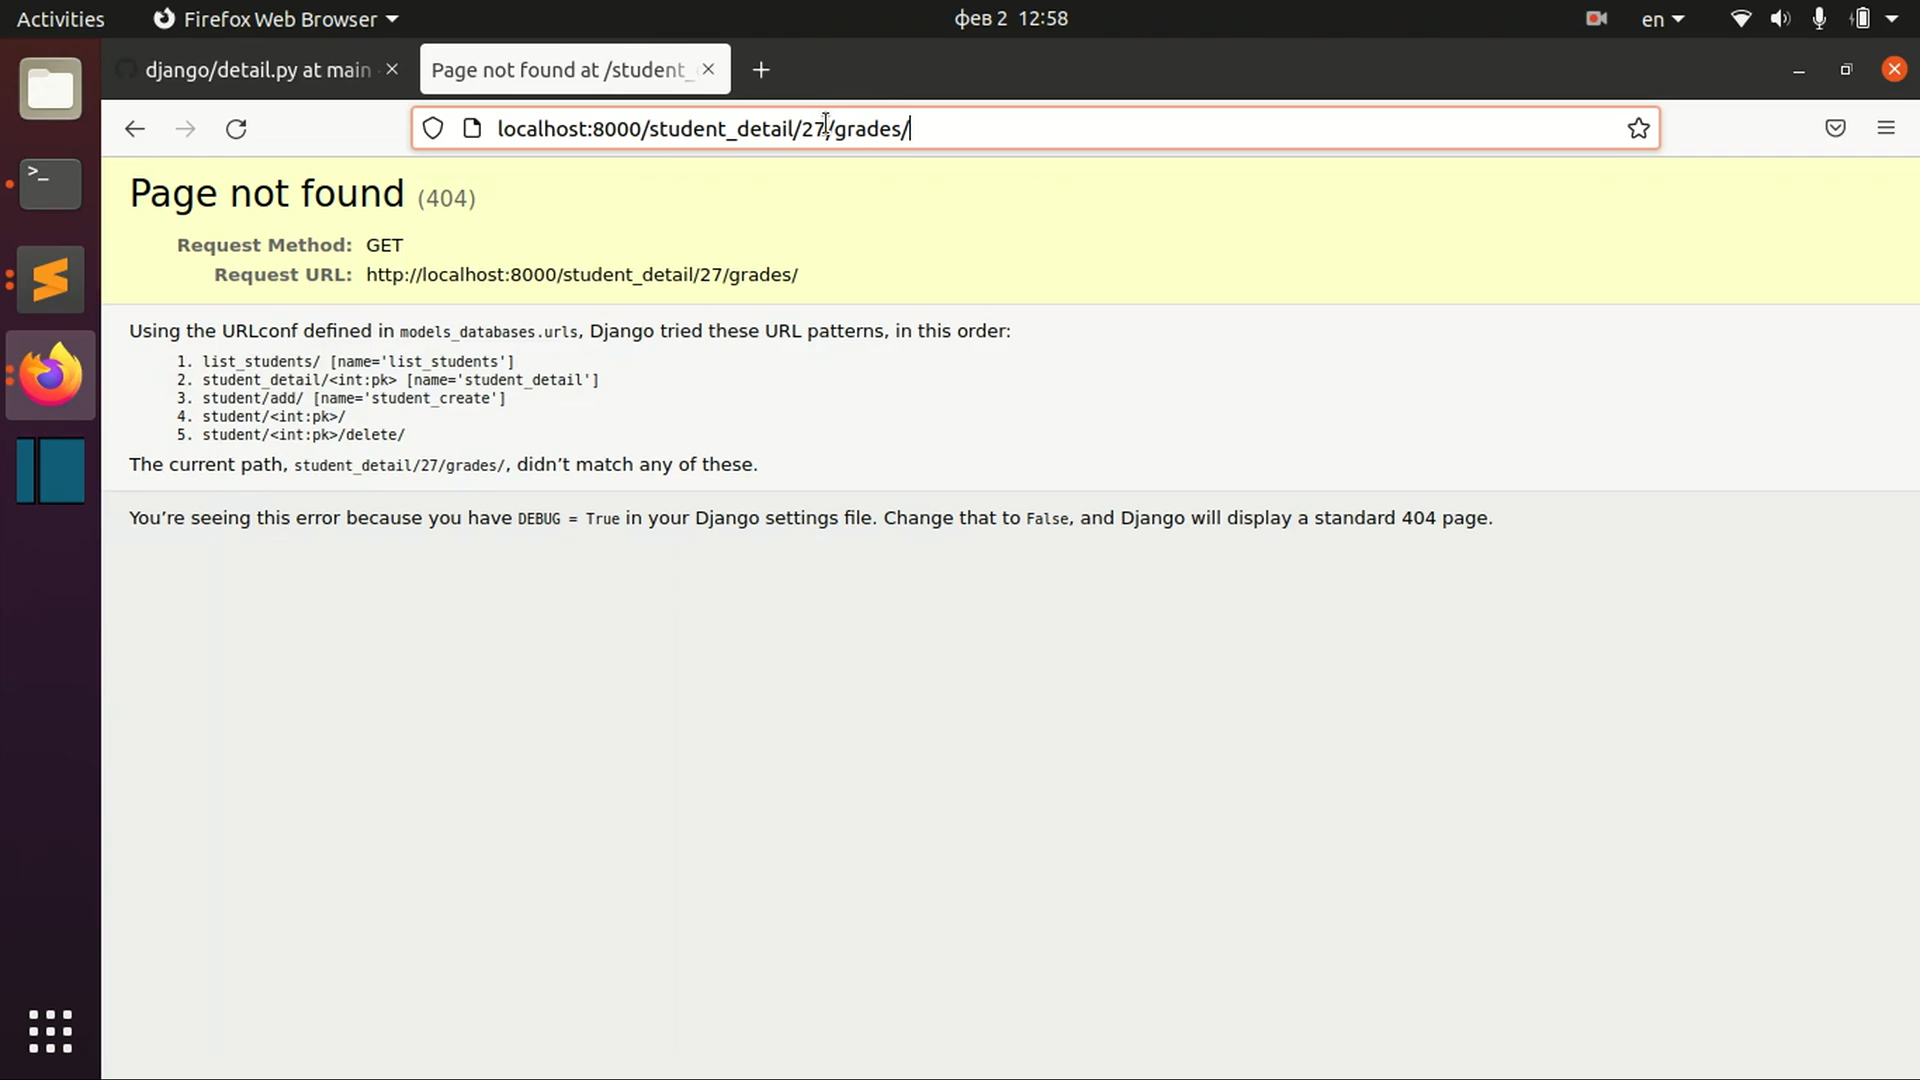 Activities Firefox Web Browser фев 2 12:58 en
django/detail.py at main Page not found at /student_
localhost:8000/student_detail/27/grades/
Page not found (404)
Request Method: GET
Request URL: http://localhost:8000/student_detail/27/grades/
Using the URLconf defined in models_databases.urls, Django tried these URL patterns, in this order:
1. list_students/ [name='list_students']
2. student_detail/<int:pk> [name='student_detail']
3. student/add/ [name='student_create']
4. student/<int:pk>/
5. student/<int:pk>/delete/
The current path, student_detail/27/grades/, didn’t match any of these.
You’re seeing this error because you have DEBUG = True in your Django settings file. Change that to False, and Django will display a standard 404 page.